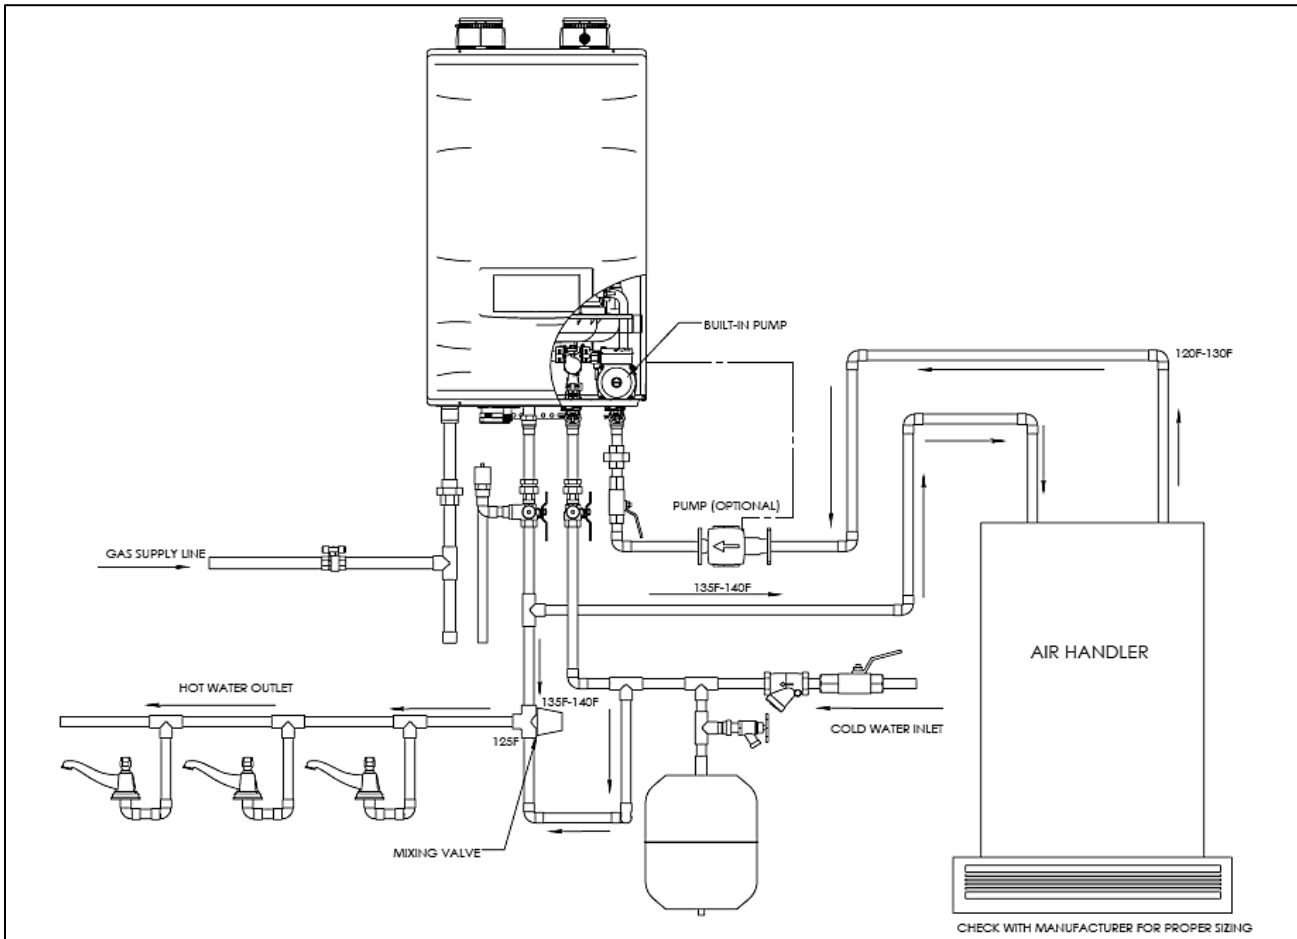 BUILT-IN PUMP
120F-130F
PUMP (OPTIONAL)
GAS SUPPLY LINE
135F-140F
AIR HANDLER
HOT WATER OUTLET
135F-140F
125F
COLD WATER INLET
MIXING VALVE
CHECK WITH MANUFACTURER FOR PROPER SIZING